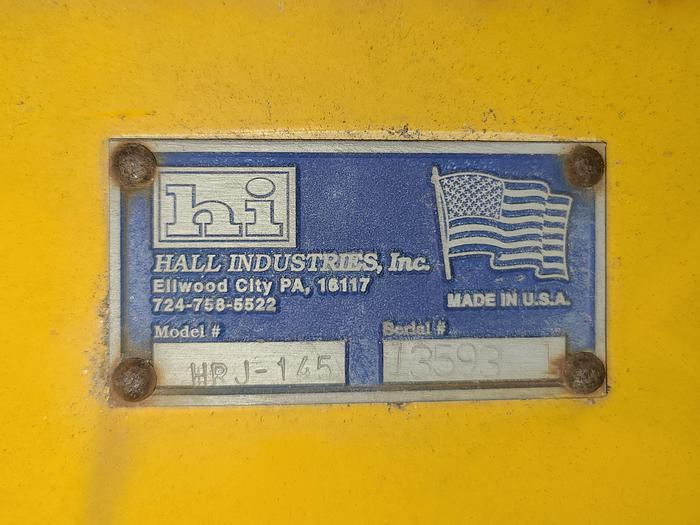 hi
HALL INDUSTRIES, Inc.
Ellwood City PA, 16117
724-758-5522
MADE IN U.S.A.
Model #
Serial #
HRJ-145
13593